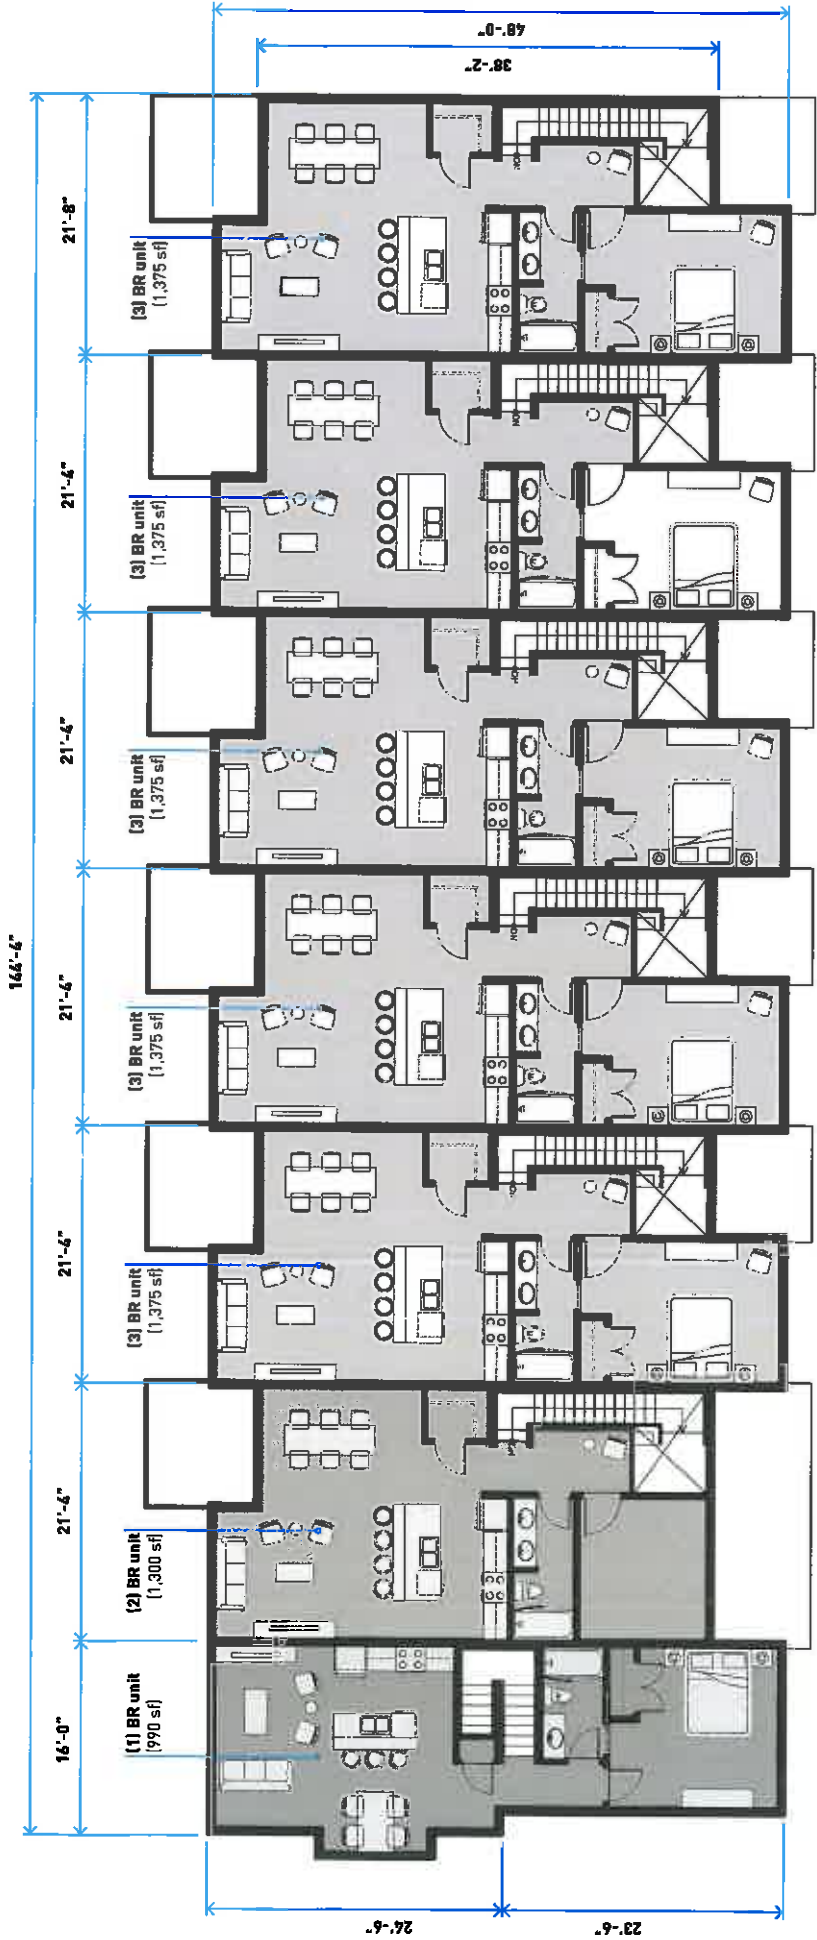 48'-0"
38'-2"
144'-4"
21'-8"
(3) BR unit
(1,375 sf)
21'-4"
(3) BR unit
(1,375 sf)
21'-4"
(3) BR unit
(1,375 sf)
21'-4"
(3) BR unit
(1,375 sf)
21'-4"
(3) BR unit
(1,375 sf)
21'-4"
(2) BR unit
(1,300 sf)
16'-0"
(1) BR unit
(990 sf)
24'-6"
23'-6"